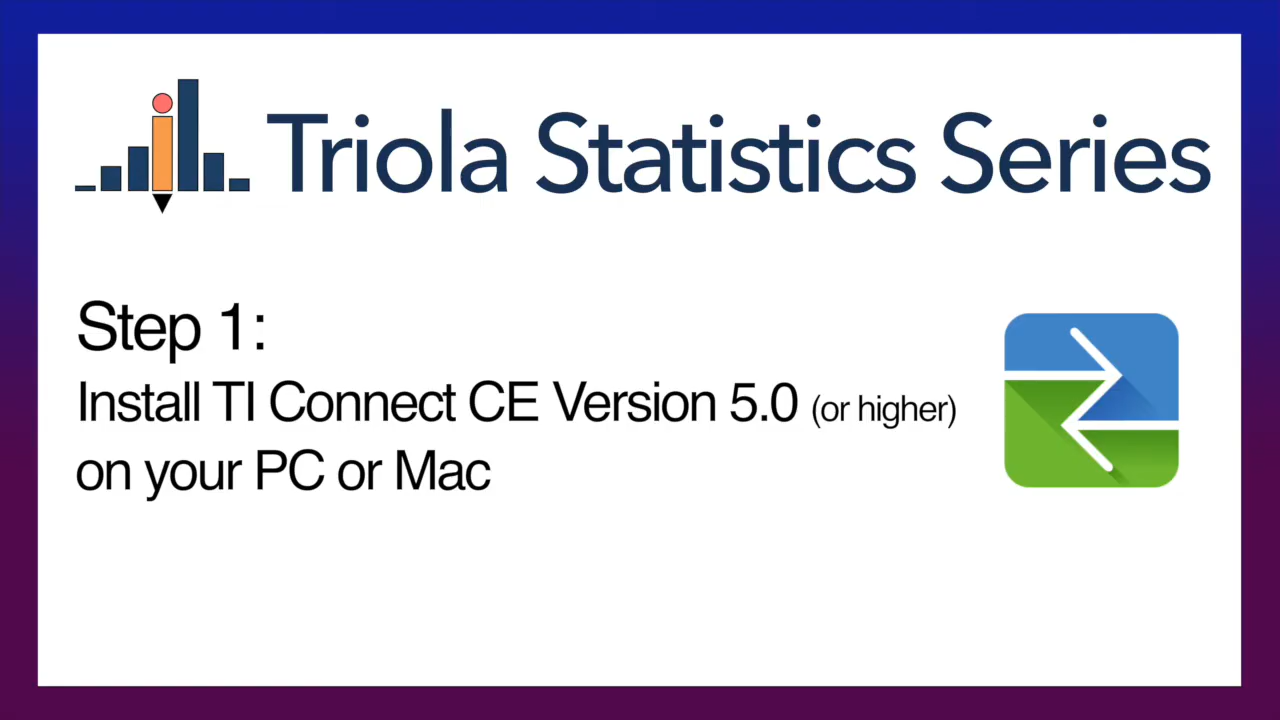 Triola Statistics Series
Step 1:
Install TI Connect CE Version 5.0 (or higher)
on your PC or Mac